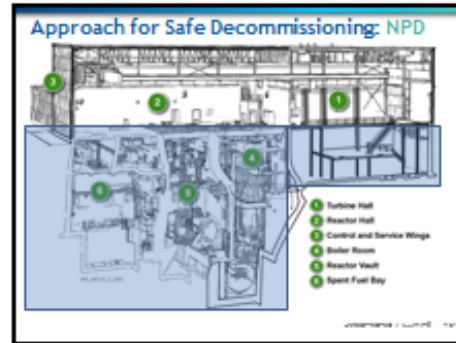 Approach for Safe Decommissioning: NPD
3
2
1
4
6
5
1 Turbine Hall
2 Reactor Hall
3 Control and Service Wings
4 Boiler Room
5 Reactor Vault
6 Spent Fuel Bay